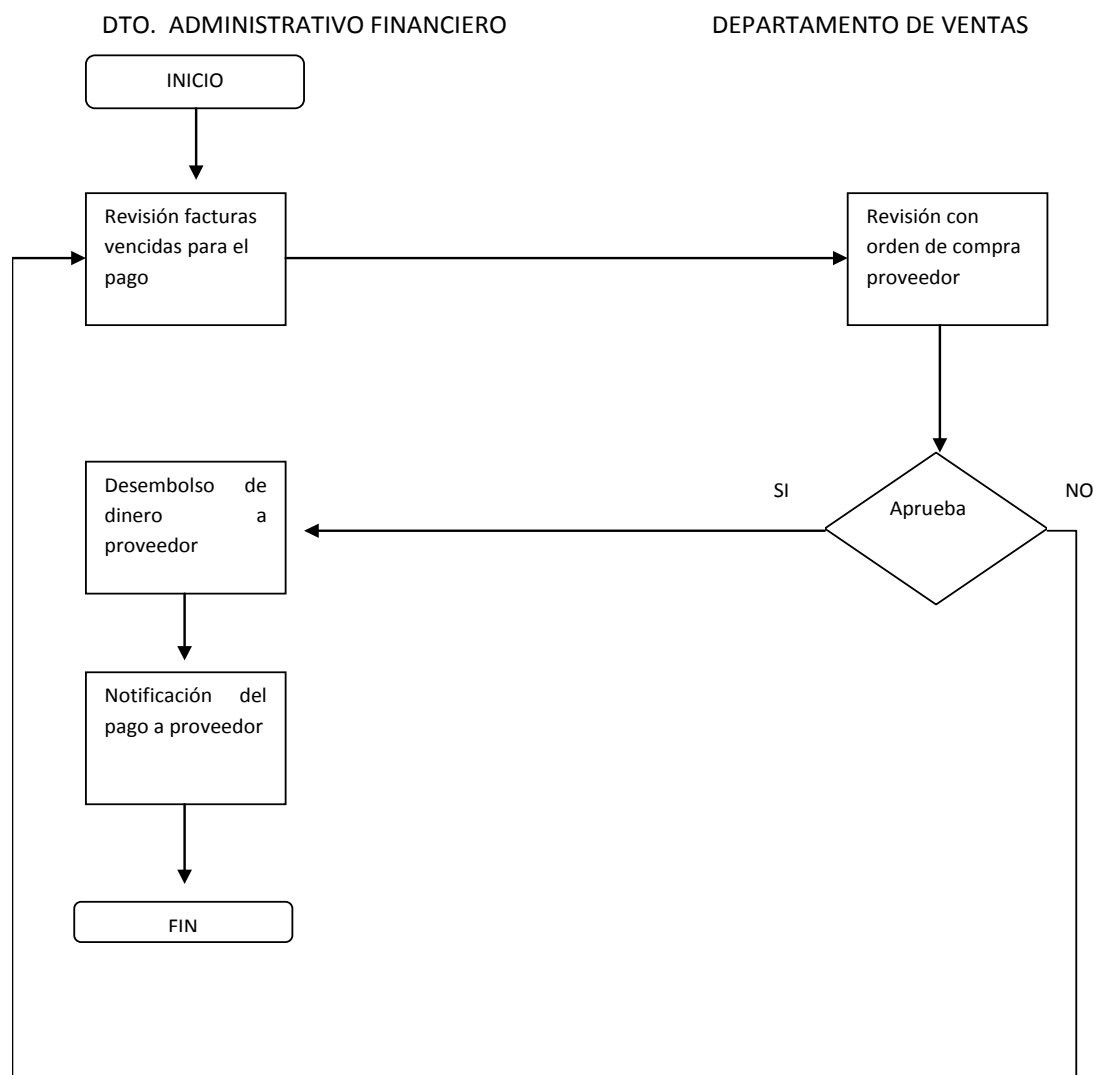 DTO. ADMINISTRATIVO FINANCIERO
DEPARTAMENTO DE VENTAS
INICIO
Revisión facturas
vencidas para el
pago
Revisión con
orden de compra
proveedor
Desembolso de
dinero a
proveedor
SI
Aprueba
NO
Notificación del
pago a proveedor
FIN